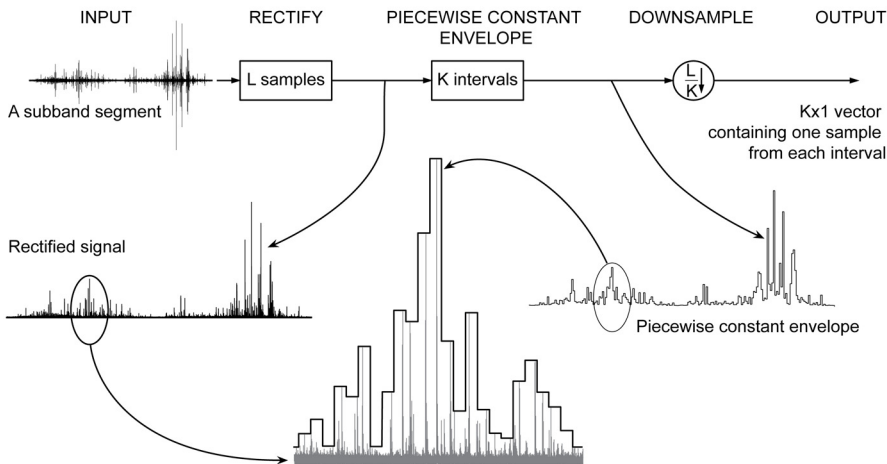 INPUT
RECTIFY
PIECEWISE CONSTANT
ENVELOPE
DOWNSAMPLE
OUTPUT
L samples
K intervals
L
K
A subband segment
Kx1 vector
containing one sample
from each interval
Rectified signal
Piecewise constant envelope